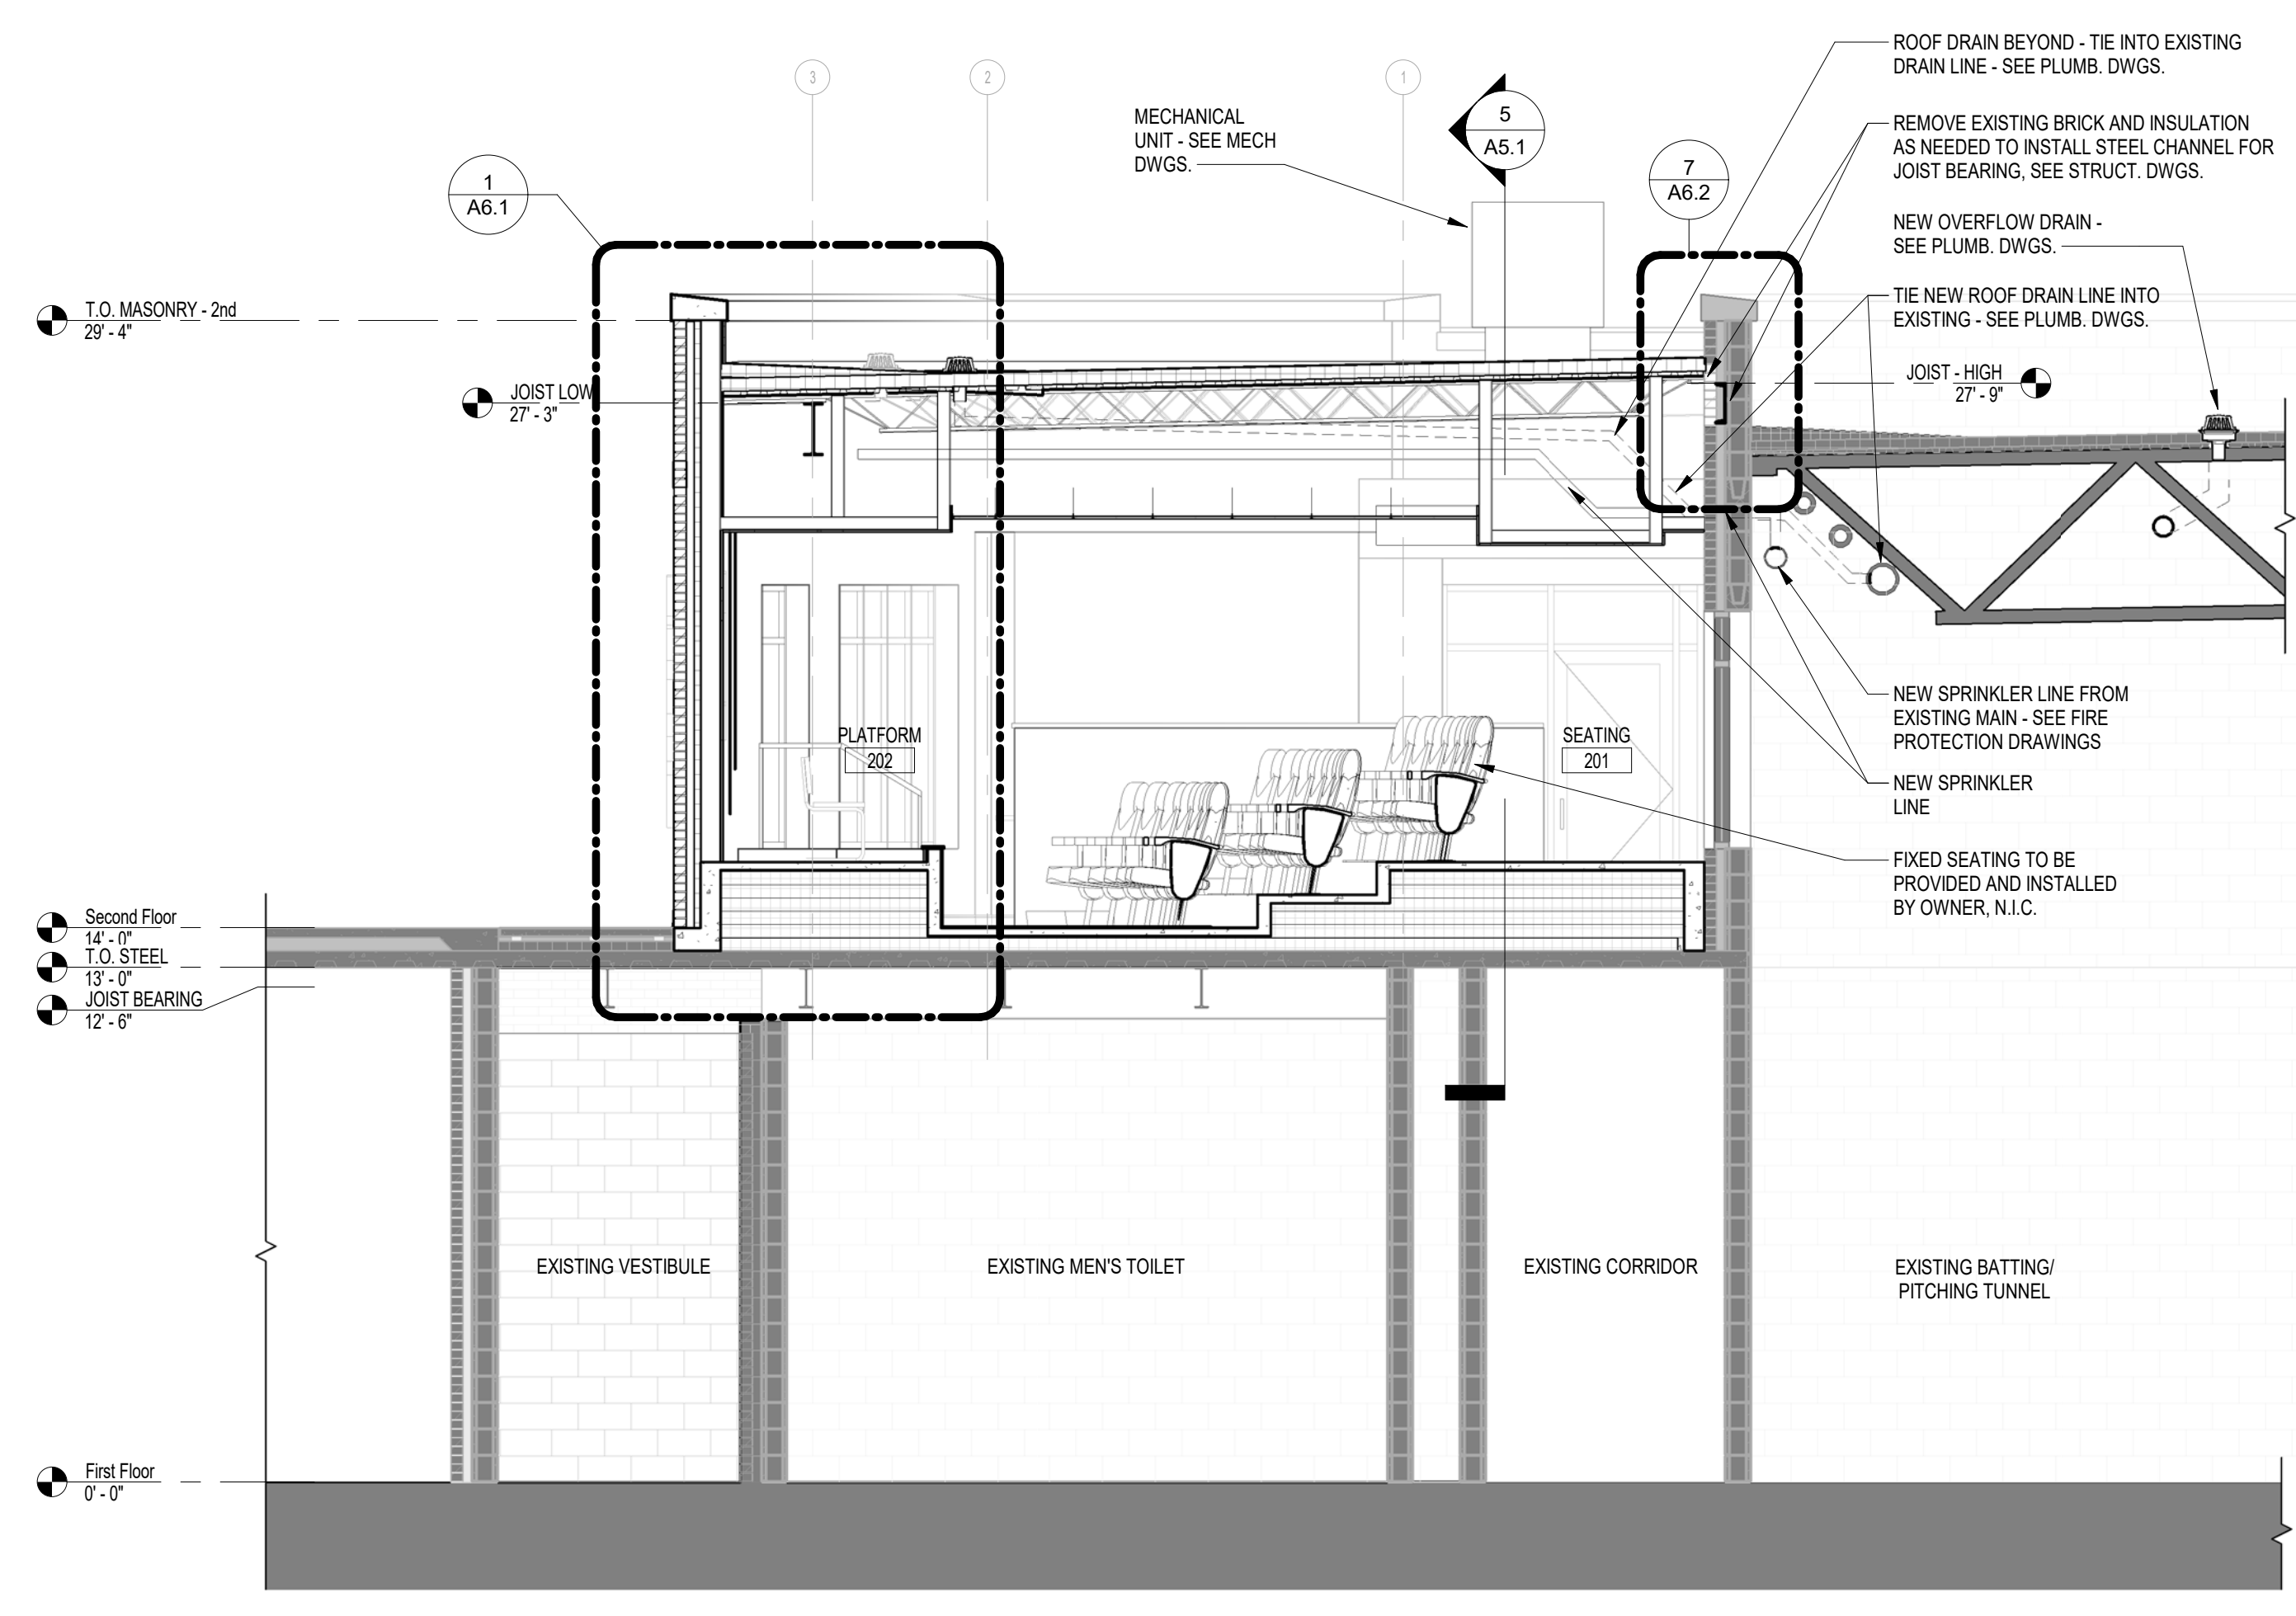 ROOF DRAIN BEYOND - TIE INTO EXISTING
DRAIN LINE - SEE PLUMB. DWGS.
3
2
1
MECHANICAL
UNIT - SEE MECH
DWGS.
5
A5.1
REMOVE EXISTING BRICK AND INSULATION
AS NEEDED TO INSTALL STEEL CHANNEL FOR
JOIST BEARING, SEE STRUCT. DWGS.
1
A6.1
7
A6.2
NEW OVERFLOW DRAIN -
SEE PLUMB. DWGS.
TIE NEW ROOF DRAIN LINE INTO
EXISTING - SEE PLUMB. DWGS.
T.O. MASONRY - 2nd
29' - 4"
JOIST - HIGH
27' - 9"
JOIST LOW
27' - 3"
NEW SPRINKLER LINE FROM
EXISTING MAIN - SEE FIRE
PROTECTION DRAWINGS
PLATFORM
202
SEATING
201
NEW SPRINKLER
LINE
FIXED SEATING TO BE
PROVIDED AND INSTALLED
BY OWNER, N.I.C.
Second Floor
14' - 0"
T.O. STEEL
13' - 0"
JOIST BEARING
12' - 6"
EXISTING VESTIBULE
EXISTING MEN'S TOILET
EXISTING CORRIDOR
EXISTING BATTING/
PITCHING TUNNEL
First Floor
0' - 0"